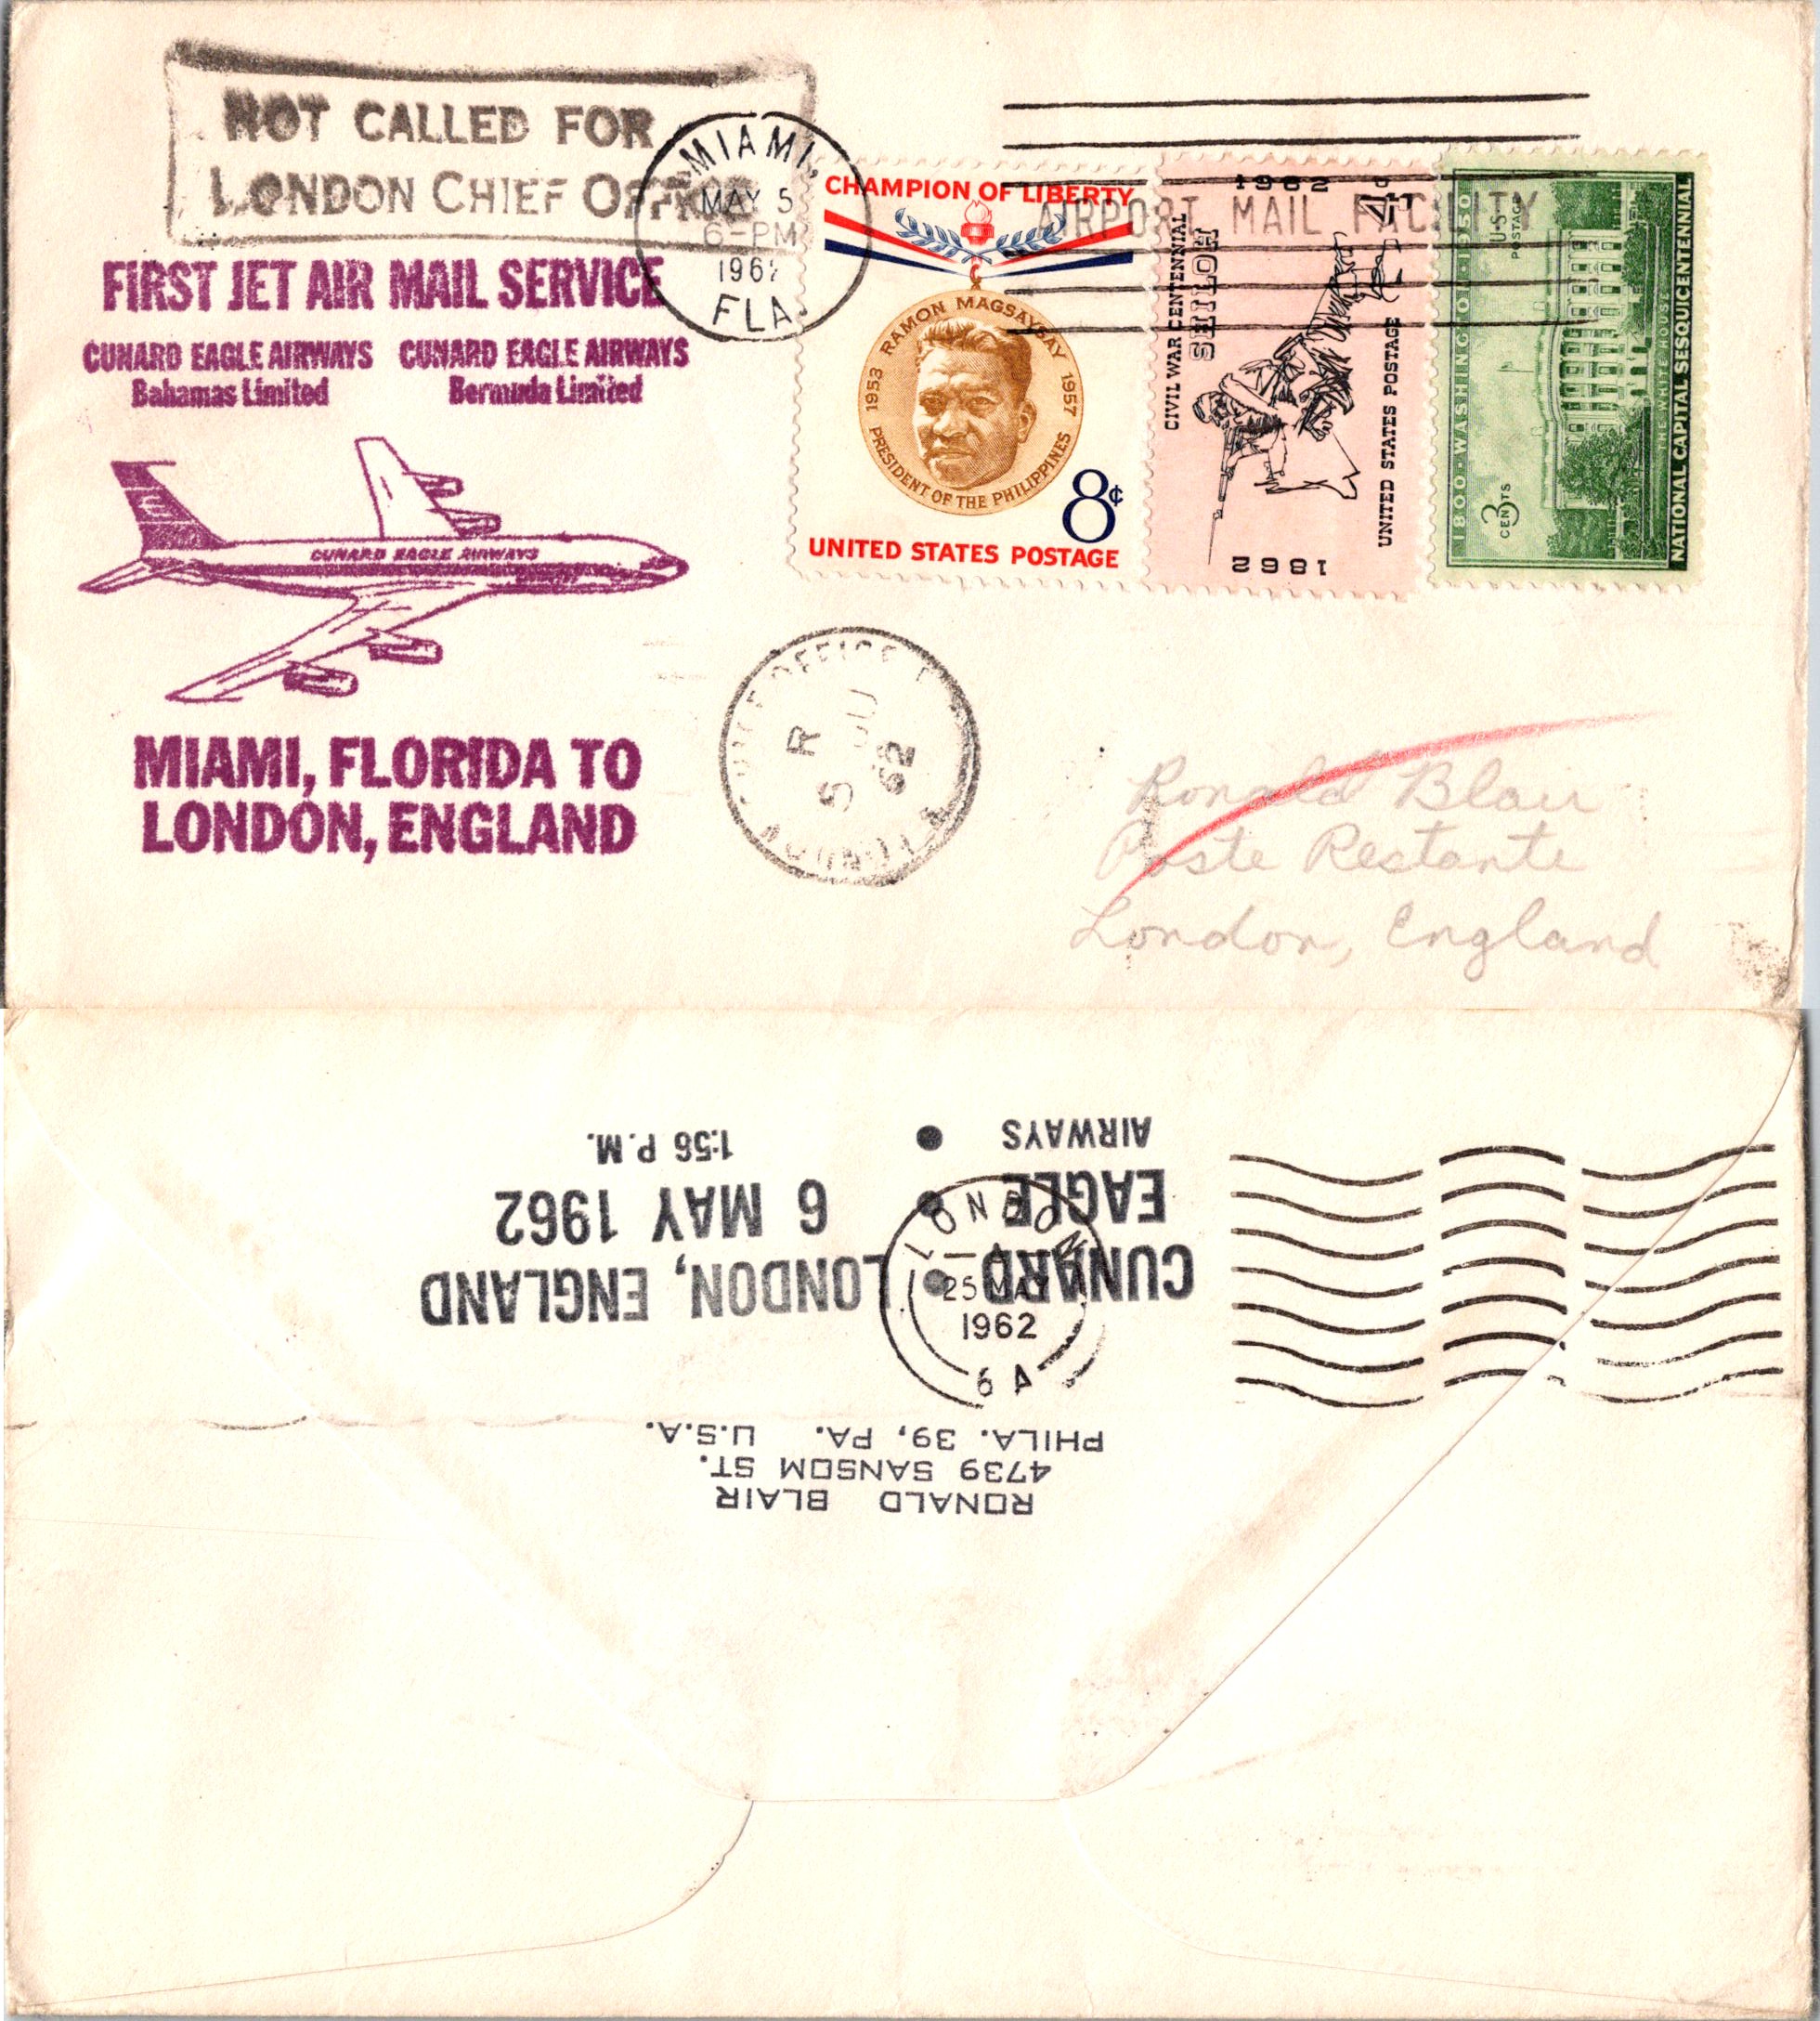 NOT CALLED FOR
LONDON CHIEF OFFICE
MIAMI,
MAY 5
6-PM
1962
FLA.
AIRPORT MAIL FACILITY
FIRST JET AIR MAIL SERVICE
CUNARD EAGLE AIRWAYS
Bahamas Limited
CUNARD EAGLE AIRWAYS
Bermuda Limited
CUNARD EAGLE AIRWAYS
MIAMI, FLORIDA TO
LONDON, ENGLAND
CHAMPION OF LIBERTY
RAMON MAGSAYSAY
1953
1957
PRESIDENT OF THE PHILIPPINES
8¢
UNITED STATES POSTAGE
CIVIL WAR CENTENNIAL
SHILOH
1862
1962
4¢
UNITED STATES POSTAGE
1800·WASHINGTON·1950
U·S·
POSTAGE
3
CENTS
THE WHITE HOUSE
NATIONAL CAPITAL SESQUICENTENNIAL
OFFICE
R
5
62
LONDON
Ronald Blair
Poste Restante
London, England
RONALD BLAIR
4739 SANSOM ST.
PHILA. 39, PA. U.S.A.
CUNARD
EAGLE
AIRWAYS
LONDON, ENGLAND
6 MAY 1962
1:56 P.M.
LONDON
25 MAY
1962
6 A